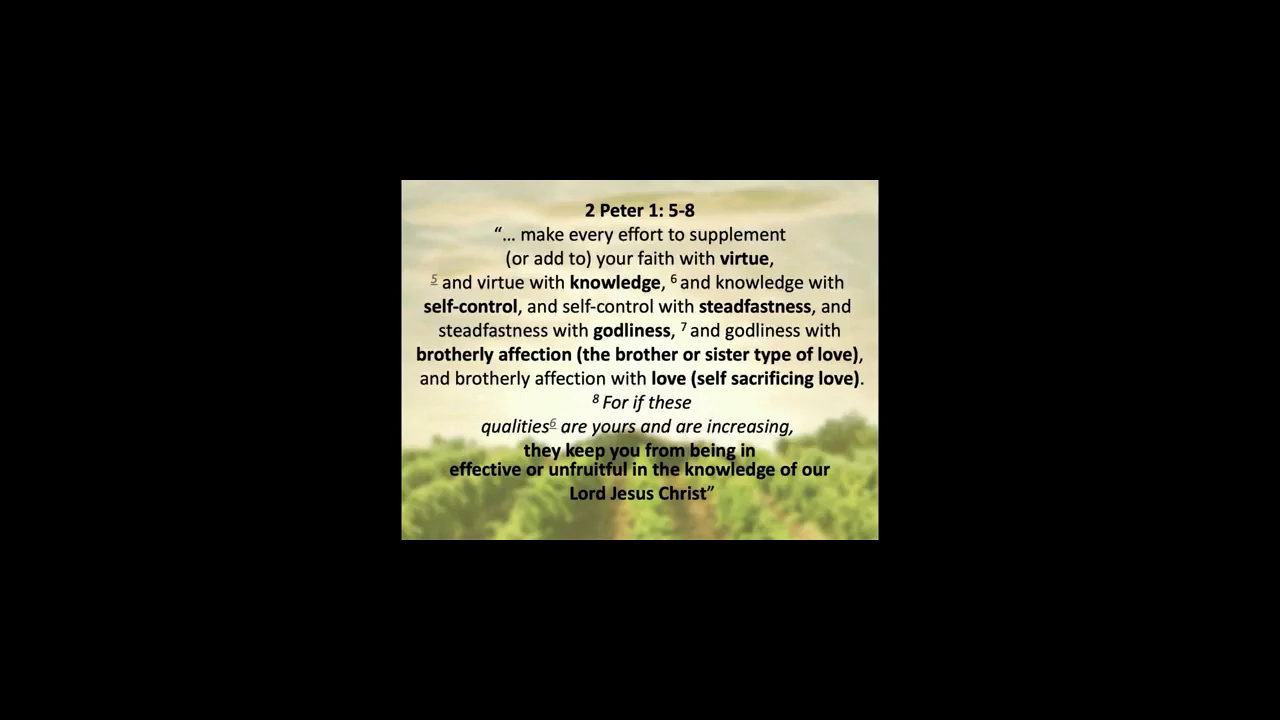 2 Peter 1: 5-8
“... make every effort to supplement
(or add to) your faith with virtue,
5 and virtue with knowledge, 6 and knowledge with
self-control, and self-control with steadfastness, and
steadfastness with godliness, 7 and godliness with
brotherly affection (the brother or sister type of love),
and brotherly affection with love (self sacrificing love).
8 For if these
qualities6 are yours and are increasing,
they keep you from being in
effective or unfruitful in the knowledge of our
Lord Jesus Christ”